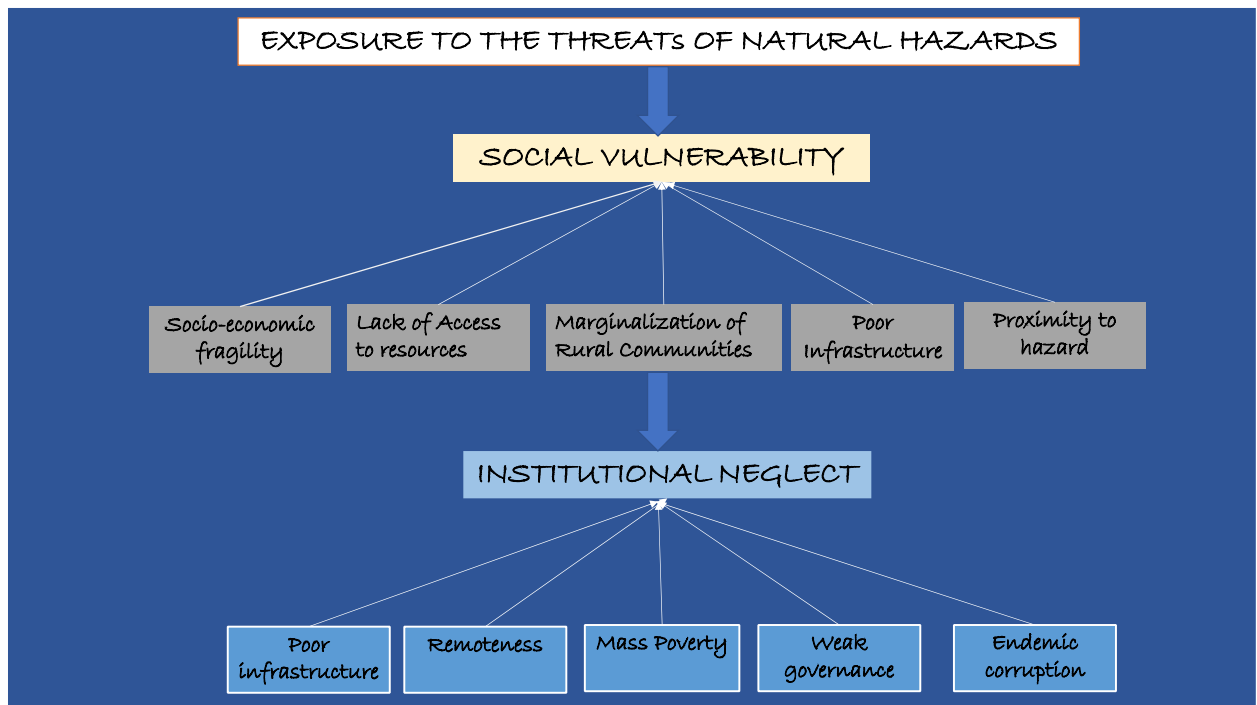 EXPOSURE TO THE THREATs OF NATURAL HAZARDS
SOCIAL VULNERABILITY
Socio-economic
fragility
Lack of Access
to resources
Marginalization of
Rural Communities
Poor
Infrastructure
Proximity to
hazard
INSTITUTIONAL NEGLECT
Poor
infrastructure
Remoteness
Mass Poverty
Weak
governance
Endemic
corruption